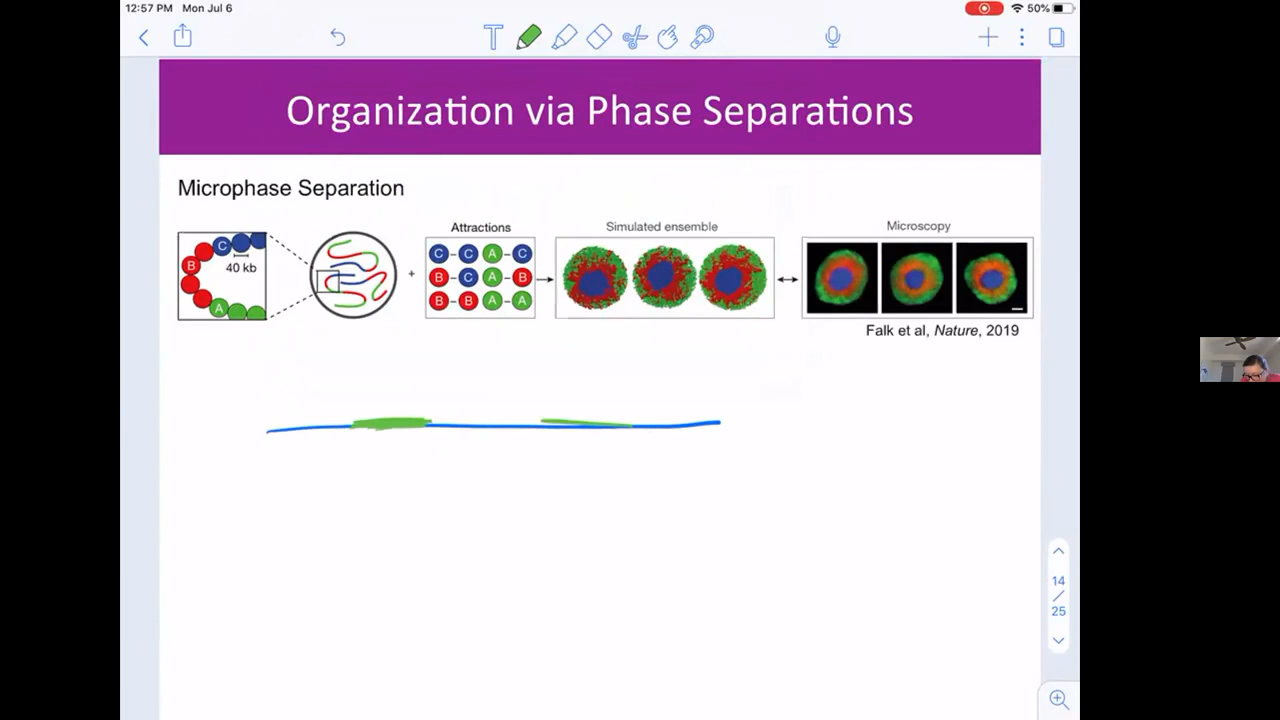 12:57 PM Mon Jul 6
50%
Organization via Phase Separations
Microphase Separation
Attractions
Simulated ensemble
Microscopy
C
B
40 kb
A
+
C - C A - C
B - C A - B
B - B A - A
Falk et al, Nature, 2019
14
/
25